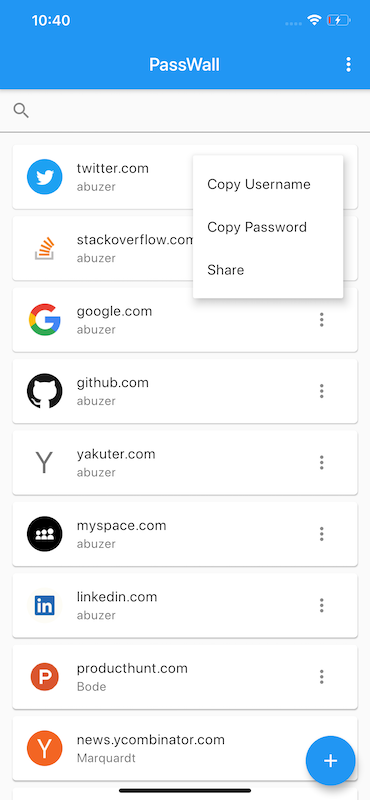 10:40
PassWall
twitter.com
abuzer
Copy Username
Copy Password
Share
stackoverflow.com
abuzer
google.com
abuzer
github.com
abuzer
Y
yakuter.com
abuzer
myspace.com
abuzer
in
linkedin.com
abuzer
P
producthunt.com
Bode
Y
news.ycombinator.com
Marquardt